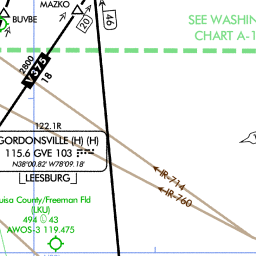 MAZKO
BUVBE
20
46
SEE WASHIN
CHART A-1
2800
V375
18
122.1R
GORDONSVILLE (H) (H)
115.6 GVE 103
N38°00.82' W78°09.18'
LEESBURG
IR-714
IR-760
uisa County/Freeman Fld
(LKU)
494 43
AWOS-3 119.475